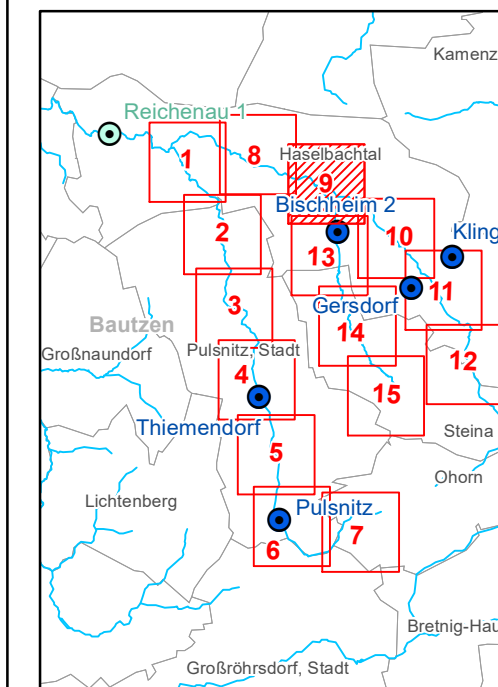 Kamenz
Reichenau 1
1
8
Haselbachtal
9
Bischheim 2
2
10
13
Kling
11
3
Gersdorf
Bautzen
14
Großnaundorf
Pulsnitz, Stadt
12
4
15
Thiemendorf
Steina
5
Ohorn
Lichtenberg
Pulsnitz
6
7
Bretnig-Hau
Großröhrsdorf, Stadt